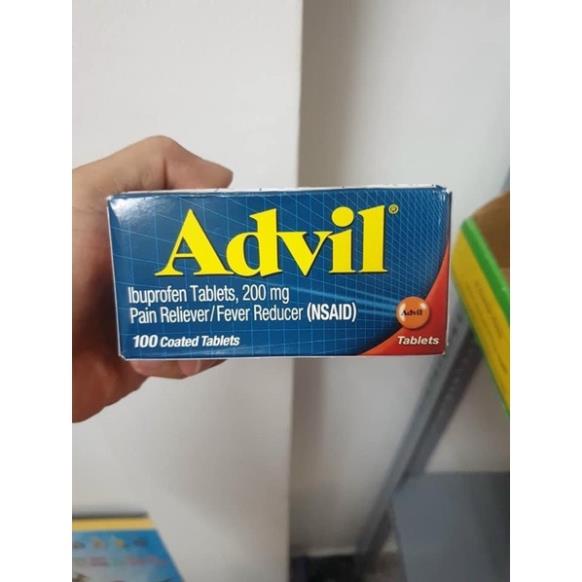 Advil®
Ibuprofen Tablets, 200 mg
Pain Reliever/Fever Reducer (NSAID)
100 Coated Tablets
Advil
Tablets